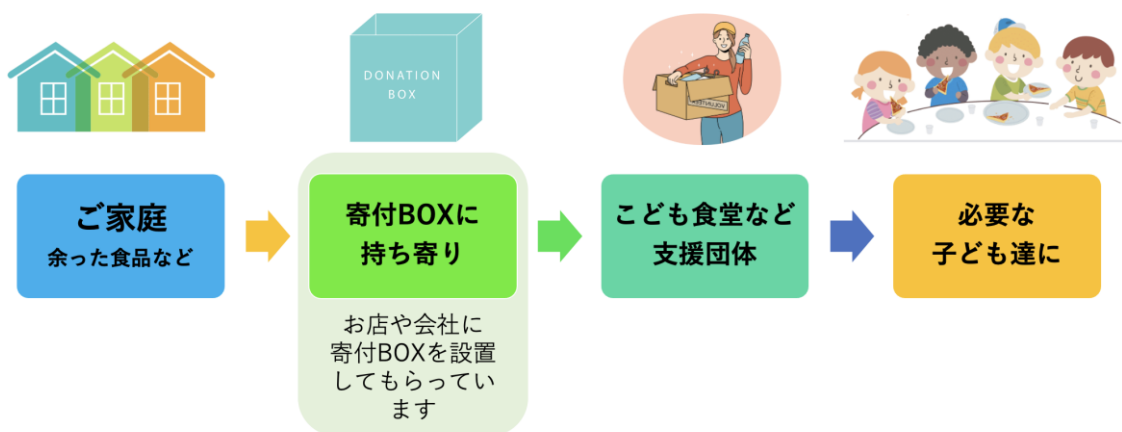 DONATION
BOX
ご家庭
余った食品など
寄付BOXに
持ち寄り
お店や会社に
寄付BOXを設置
してもらってい
ます
こども食堂など
支援団体
必要な
子ども達に